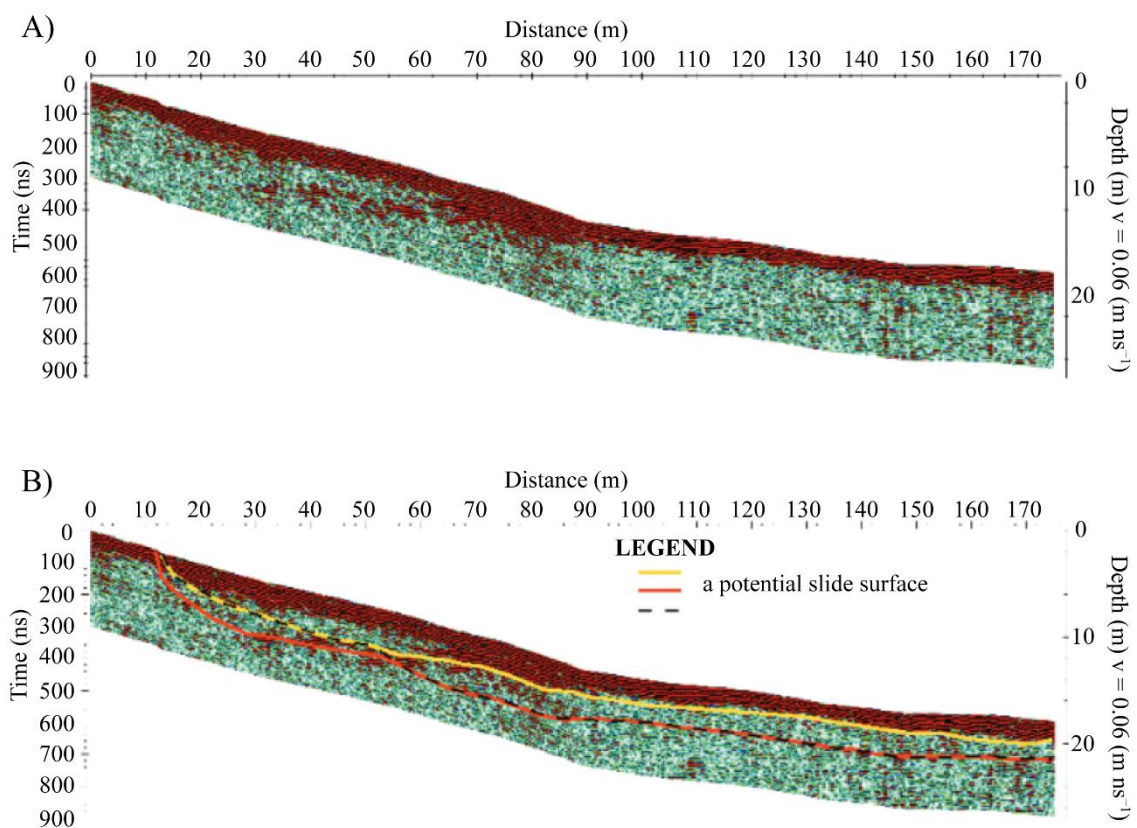 A)
Distance (m)
0 10 20 30 40 50 60 70 80 90 100 110 120 130 140 150 160 170
0
100
200
300
400
500
600
700
800
900
Time (ns)
0
10
20
Depth (m) v = 0.06 (m ns⁻¹)
B)
Distance (m)
0 10 20 30 40 50 60 70 80 90 100 110 120 130 140 150 160 170
LEGEND
a potential slide surface
0
100
200
300
400
500
600
700
800
900
Time (ns)
0
10
20
Depth (m) v = 0.06 (m ns⁻¹)